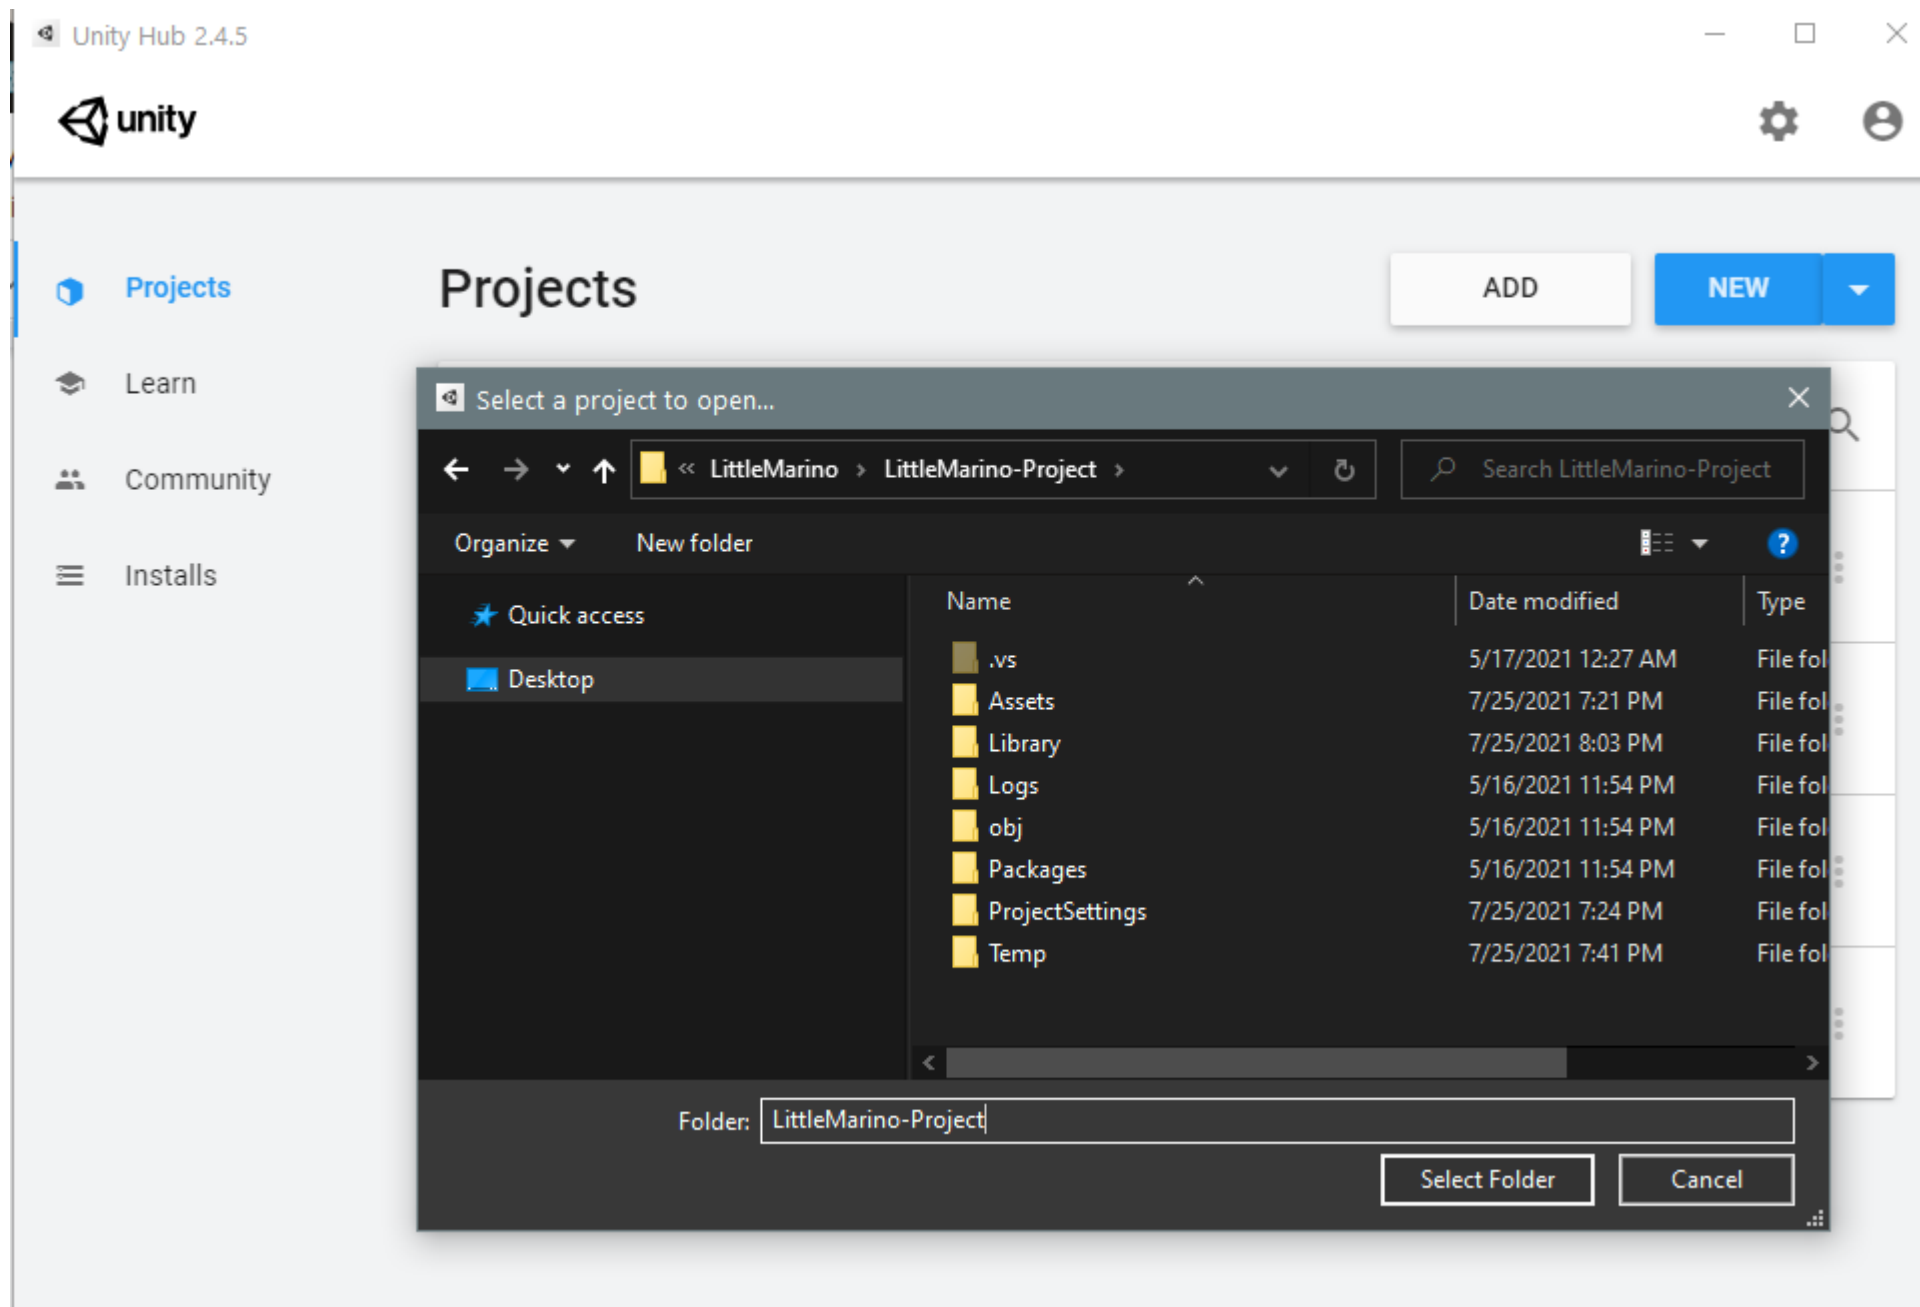 Unity Hub 2.4.5
unity
Projects
Learn
Community
Installs
Projects
ADD
NEW
Select a project to open...
« LittleMarino › LittleMarino-Project ›
Search LittleMarino-Project
Organize
New folder
Quick access
Desktop
Name Date modified Type
.vs 5/17/2021 12:27 AM File fol
Assets 7/25/2021 7:21 PM File fol
Library 7/25/2021 8:03 PM File fol
Logs 5/16/2021 11:54 PM File fol
obj 5/16/2021 11:54 PM File fol
Packages 5/16/2021 11:54 PM File fol
ProjectSettings 7/25/2021 7:24 PM File fol
Temp 7/25/2021 7:41 PM File fol
Folder: LittleMarino-Project
Select Folder
Cancel